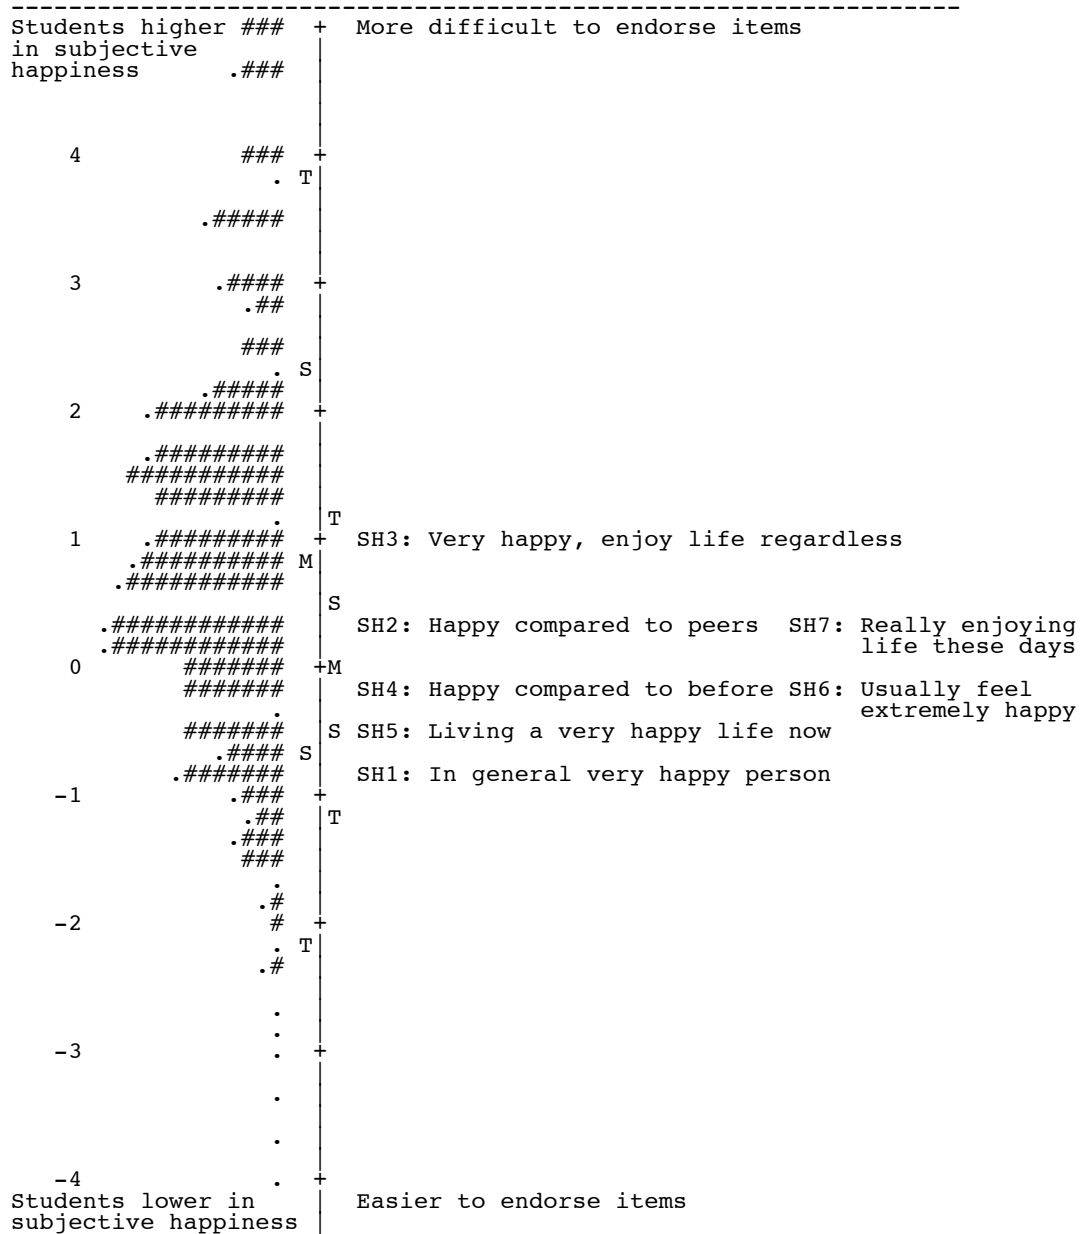 -------------------------------------------------------------------
Students higher ### + More difficult to endorse items
in subjective |
happiness .### |
|
|
|
4 ### +
. T|
|
.##### |
|
|
3 .#### +
.## |
|
### |
. S|
.##### |
2 .######### +
|
.######### |
########### |
######### |
. |T
1 .######### + SH3: Very happy, enjoy life regardless
.########## M|
.########### |
|S
.############ | SH2: Happy compared to peers SH7: Really enjoying
.############ | life these days
0 ####### +M
####### | SH4: Happy compared to before SH6: Usually feel
. | extremely happy
####### |S SH5: Living a very happy life now
.#### S|
.####### | SH1: In general very happy person
-1 .### +
.## |T
.### |
### |
. |
.# |
-2 # +
. T|
.# |
|
. |
. |
-3 . +
|
. |
|
. |
|
-4 . +
Students lower in | Easier to endorse items
subjective happiness |